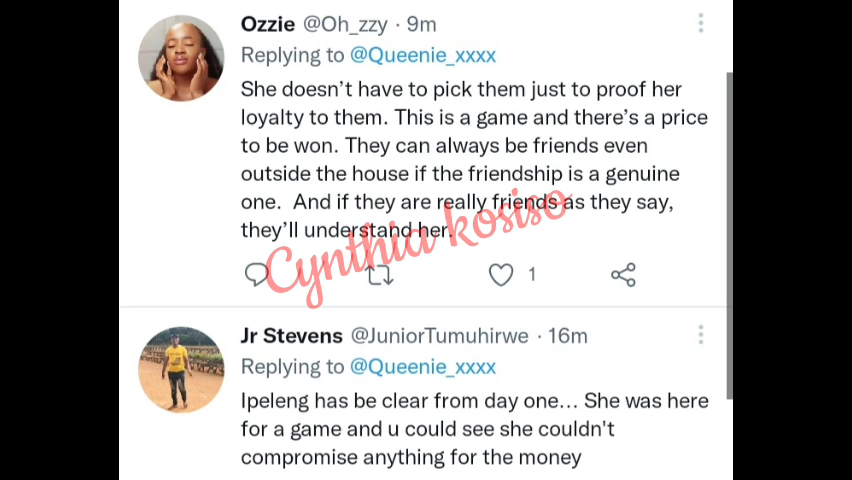 Ozzie @Oh_zzy · 9m
Replying to @Queenie_xxxx
She doesn't have to pick them just to proof her
loyalty to them. This is a game and there's a price
to be won. They can always be friends even
outside the house if the friendship is a genuine
one.  And if they are really friends as they say,
they'll understand her.
Cynthia kosiso
1
Jr Stevens @JuniorTumuhirwe · 16m
Replying to @Queenie_xxxx
Ipeleng has be clear from day one... She was here
for a game and u could see she couldn't
compromise anything for the money